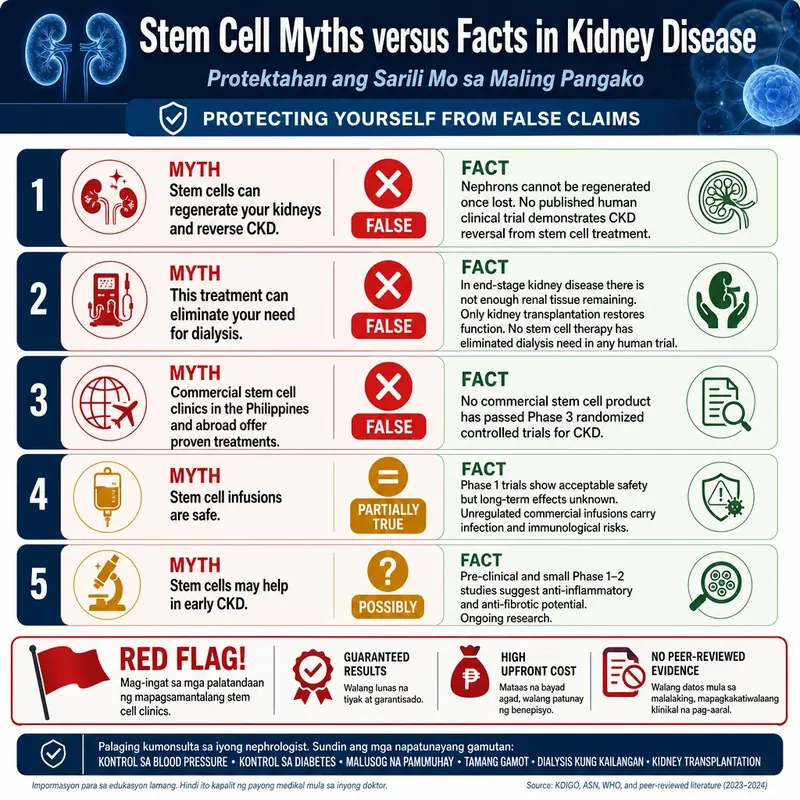 Stem Cell Myths versus Facts in Kidney Disease
Protektahan ang Sarili Mo sa Maling Pangako
PROTECTING YOURSELF FROM FALSE CLAIMS
1
MYTH
Stem cells can
regenerate your kidneys
and reverse CKD.
FALSE
FACT
Nephrons cannot be regenerated
once lost. No published human
clinical trial demonstrates CKD
reversal from stem cell treatment.
2
MYTH
This treatment can
eliminate your need
for dialysis.
FALSE
FACT
In end-stage kidney disease there is
not enough renal tissue remaining.
Only kidney transplantation restores
function. No stem cell therapy has
eliminated dialysis need in any human trial.
3
MYTH
Commercial stem cell
clinics in the Philippines
and abroad offer
proven treatments.
FALSE
FACT
No commercial stem cell product
has passed Phase 3 randomized
controlled trials for CKD.
4
MYTH
Stem cell infusions
are safe.
PARTIALLY
TRUE
FACT
Phase 1 trials show acceptable safety
but long-term effects unknown.
Unregulated commercial infusions carry
infection and immunological risks.
5
MYTH
Stem cells may help
in early CKD.
?
POSSIBLY
FACT
Pre-clinical and small Phase 1–2
studies suggest anti-inflammatory
and anti-fibrotic potential.
Ongoing research.
RED FLAG!
Mag-ingat sa mga palatandaan
ng mapagsamantalang stem
cell clinics.
GUARANTEED
RESULTS
Walang lunas na
tiyak at garantisado.
₱
HIGH
UPFRONT COST
Mataas na bayad
agad, walang patunay
ng benepisyo.
NO PEER-REVIEWED
EVIDENCE
Walang datos mula sa
malalaking, mapagkakatiwalaang
klinikal na pag-aaral.
Palaging kumonsulta sa iyong nephrologist. Sundin ang mga napatunayang gamutan:
KONTROL SA BLOOD PRESSURE • KONTROL SA DIABETES • MALUSOG NA PAMUMUHAY • TAMANG GAMOT • DIALYSIS KUNG KAILANGAN • KIDNEY TRANSPLANTATION
Impormasyon para sa edukasyon lamang. Hindi ito kapalit ng payong medikal mula sa inyong doktor.
Source: KDIGO, ASN, WHO, and peer-reviewed literature (2023–2024)